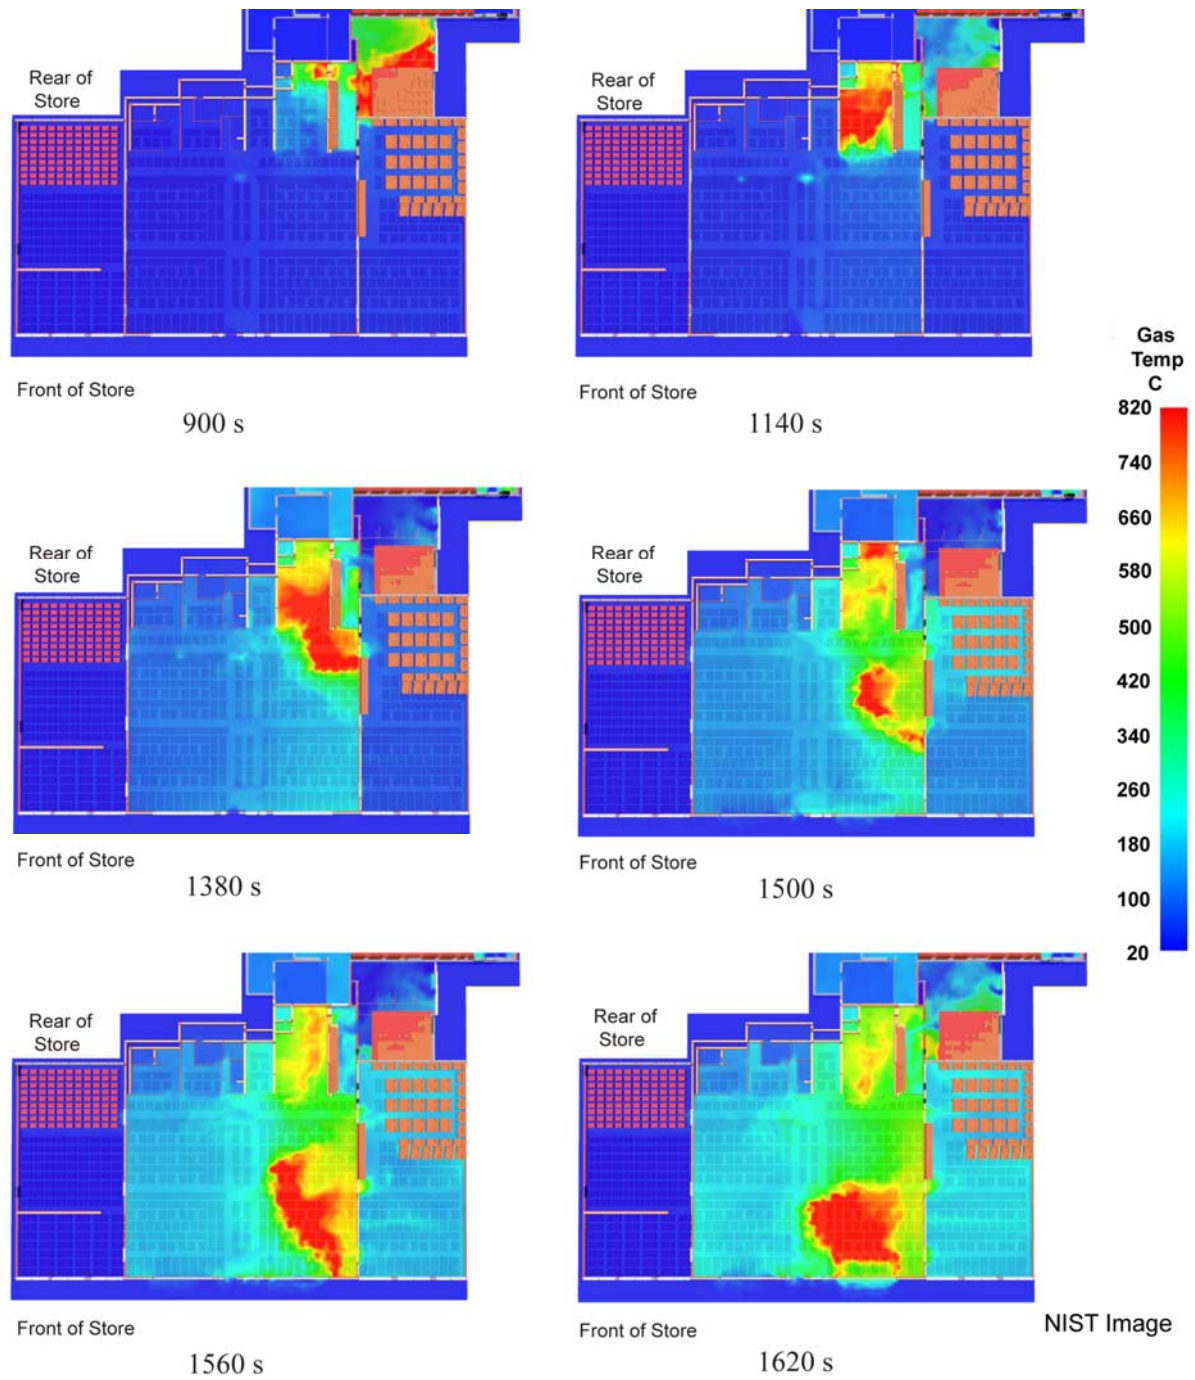 Rear of
Store
Front of Store
900 s
Rear of
Store
Front of Store
1140 s
Gas
Temp
C
820
740
660
580
500
420
340
260
180
100
20
Rear of
Store
Front of Store
1380 s
Rear of
Store
Front of Store
1500 s
Rear of
Store
Front of Store
1560 s
Rear of
Store
Front of Store
1620 s
NIST Image